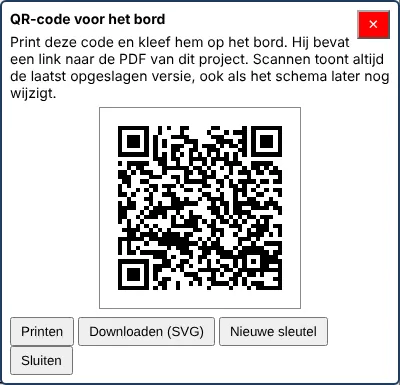 QR-code voor het bord
×
Print deze code en kleef hem op het bord. Hij bevat
een link naar de PDF van dit project. Scannen toont altijd
de laatst opgeslagen versie, ook als het schema later nog
wijzigt.
Printen
Downloaden (SVG)
Nieuwe sleutel
Sluiten